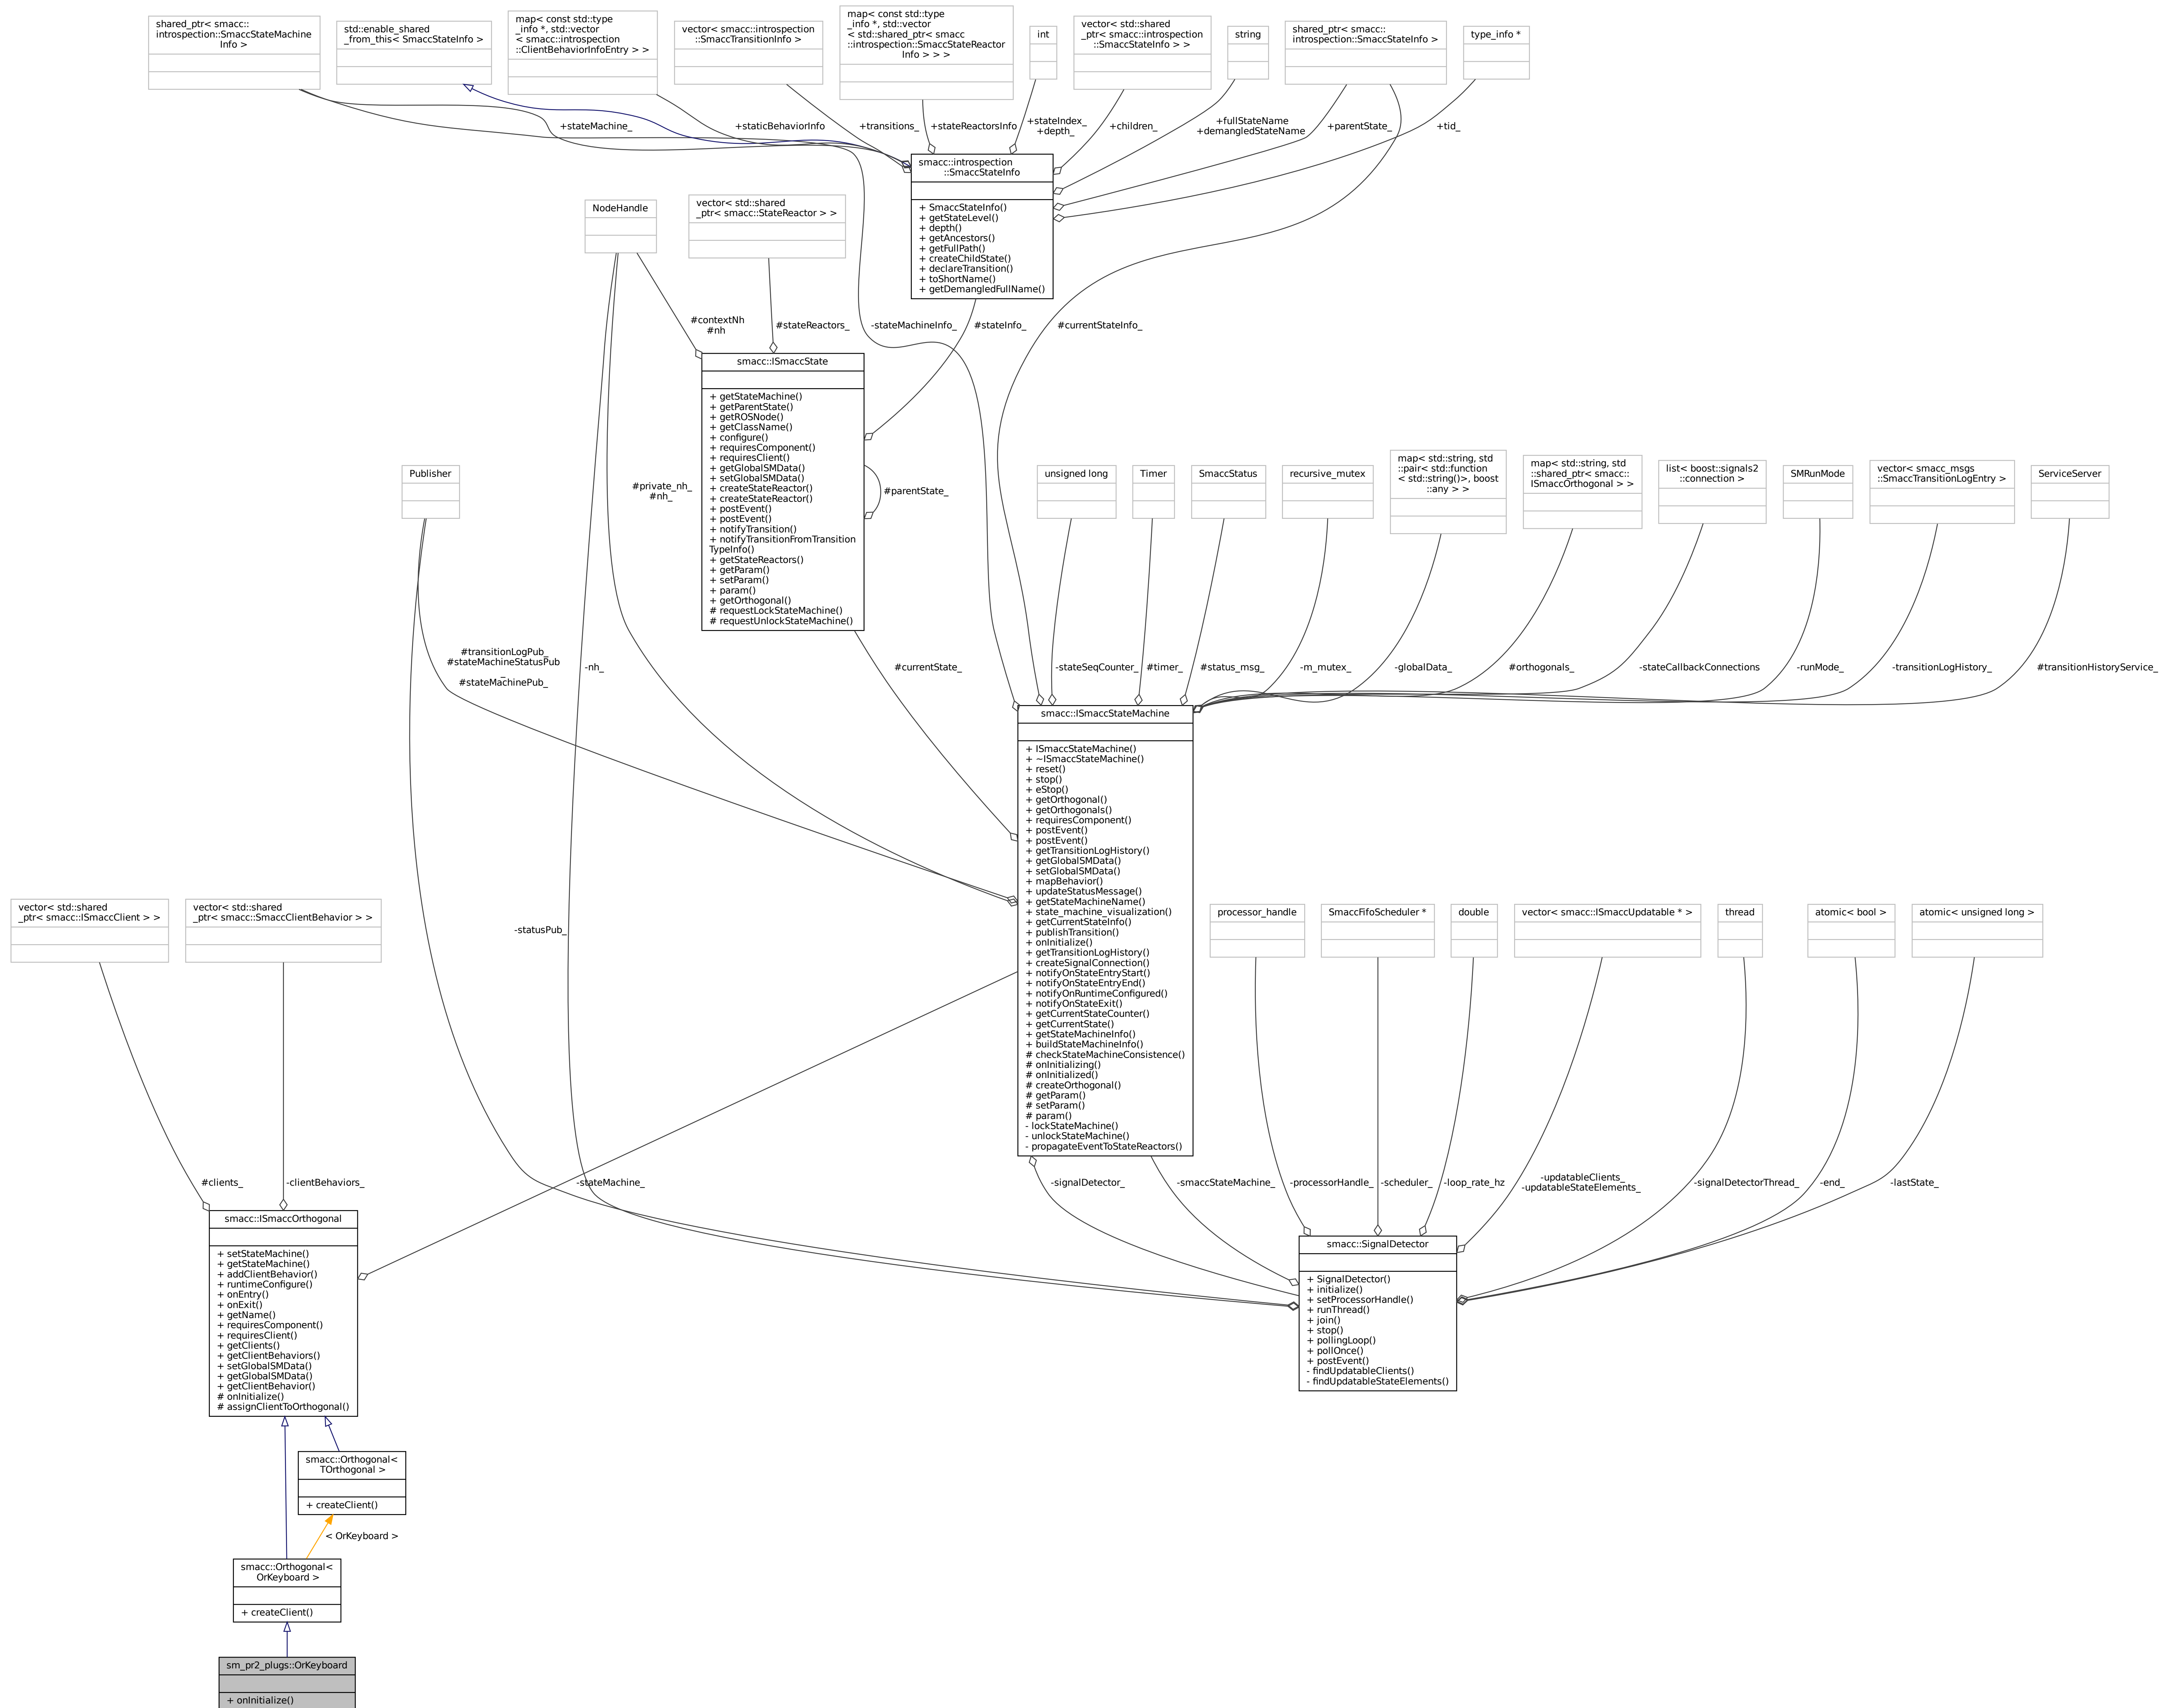 shared_ptr< smacc::
introspection::SmaccStateMachine
Info >
std::enable_shared
_from_this< SmaccStateInfo >
map< const std::type
_info *, std::vector
< smacc::introspection
::ClientBehaviorInfoEntry > >
vector< smacc::introspection
::SmaccTransitionInfo >
map< const std::type
_info *, std::vector
< std::shared_ptr< smacc
::introspection::SmaccStateReactor
Info > > >
int
vector< std::shared
_ptr< smacc::introspection
::SmaccStateInfo > >
string
shared_ptr< smacc::
introspection::SmaccStateInfo >
type_info *
+stateMachine_
+staticBehaviorInfo
+transitions_
+stateReactorsInfo
+stateIndex_
+depth_
+children_
+fullStateName
+demangledStateName
+parentState_
+tid_
smacc::introspection
::SmaccStateInfo
+ SmaccStateInfo()
+ getStateLevel()
+ depth()
+ getAncestors()
+ getFullPath()
+ createChildState()
+ declareTransition()
+ toShortName()
+ getDemangledFullName()
NodeHandle
vector< std::shared
_ptr< smacc::StateReactor > >
#contextNh
#nh
#stateReactors_
-stateMachineInfo_
#stateInfo_
#currentStateInfo_
smacc::ISmaccState
+ getStateMachine()
+ getParentState()
+ getROSNode()
+ getClassName()
+ configure()
+ requiresComponent()
+ requiresClient()
+ getGlobalSMData()
+ setGlobalSMData()
+ createStateReactor()
+ createStateReactor()
+ postEvent()
+ postEvent()
+ notifyTransition()
+ notifyTransitionFromTransition
TypeInfo()
+ getStateReactors()
+ getParam()
+ setParam()
+ param()
+ getOrthogonal()
# requestLockStateMachine()
# requestUnlockStateMachine()
#parentState_
Publisher
#private_nh_
#nh_
unsigned long
Timer
SmaccStatus
recursive_mutex
map< std::string, std
::pair< std::function
< std::string()>, boost
::any > >
map< std::string, std
::shared_ptr< smacc::
ISmaccOrthogonal > >
list< boost::signals2
::connection >
SMRunMode
vector< smacc_msgs
::SmaccTransitionLogEntry >
ServiceServer
#transitionLogPub_
#stateMachineStatusPub
_
#stateMachinePub_
-nh_
#currentState_
-stateSeqCounter_
#timer_
#status_msg_
-m_mutex_
-globalData_
#orthogonals_
-stateCallbackConnections
-runMode_
-transitionLogHistory_
#transitionHistoryService_
smacc::ISmaccStateMachine
+ ISmaccStateMachine()
+ ~ISmaccStateMachine()
+ reset()
+ stop()
+ eStop()
+ getOrthogonal()
+ getOrthogonals()
+ requiresComponent()
+ postEvent()
+ postEvent()
+ getTransitionLogHistory()
+ getGlobalSMData()
+ setGlobalSMData()
+ mapBehavior()
+ updateStatusMessage()
+ getStateMachineName()
+ state_machine_visualization()
+ getCurrentStateInfo()
+ publishTransition()
+ onInitialize()
+ getTransitionLogHistory()
+ createSignalConnection()
+ notifyOnStateEntryStart()
+ notifyOnStateEntryEnd()
+ notifyOnRuntimeConfigured()
+ notifyOnStateExit()
+ getCurrentStateCounter()
+ getCurrentState()
+ getStateMachineInfo()
+ buildStateMachineInfo()
# checkStateMachineConsistence()
# onInitializing()
# onInitialized()
# createOrthogonal()
# getParam()
# setParam()
# param()
- lockStateMachine()
- unlockStateMachine()
- propagateEventToStateReactors()
vector< std::shared
_ptr< smacc::ISmaccClient > >
vector< std::shared
_ptr< smacc::SmaccClientBehavior > >
-statusPub_
processor_handle
SmaccFifoScheduler *
double
vector< smacc::ISmaccUpdatable * >
thread
atomic< bool >
atomic< unsigned long >
#clients_
-clientBehaviors_
-stateMachine_
-signalDetector_
-smaccStateMachine_
-processorHandle_
-scheduler_
-loop_rate_hz
-updatableClients_
-updatableStateElements_
-signalDetectorThread_
-end_
-lastState_
smacc::ISmaccOrthogonal
+ setStateMachine()
+ getStateMachine()
+ addClientBehavior()
+ runtimeConfigure()
+ onEntry()
+ onExit()
+ getName()
+ requiresComponent()
+ requiresClient()
+ getClients()
+ getClientBehaviors()
+ setGlobalSMData()
+ getGlobalSMData()
+ getClientBehavior()
# onInitialize()
# assignClientToOrthogonal()
smacc::SignalDetector
+ SignalDetector()
+ initialize()
+ setProcessorHandle()
+ runThread()
+ join()
+ stop()
+ pollingLoop()
+ pollOnce()
+ postEvent()
- findUpdatableClients()
- findUpdatableStateElements()
smacc::Orthogonal<
TOrthogonal >
+ createClient()
< OrKeyboard >
smacc::Orthogonal<
OrKeyboard >
+ createClient()
sm_pr2_plugs::OrKeyboard
+ onInitialize()